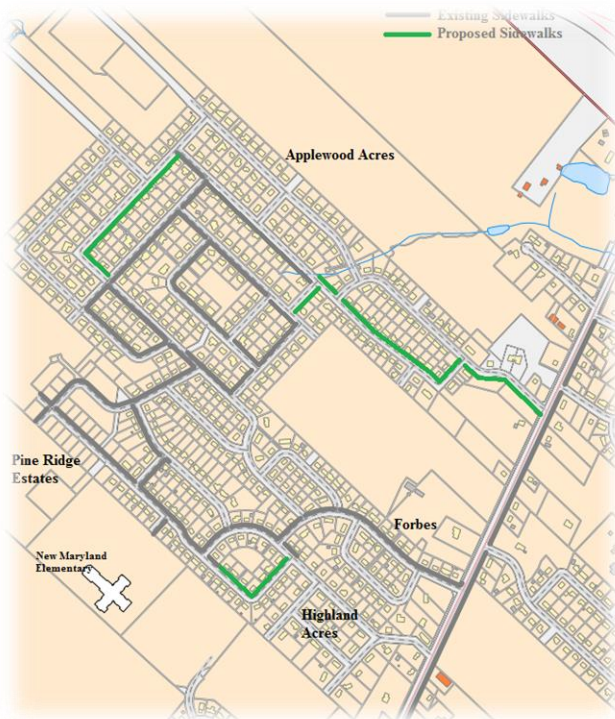 Existing Sidewalks
Proposed Sidewalks
Applewood Acres
Pine Ridge
Estates
Forbes
New Maryland
Elementary
Highland
Acres